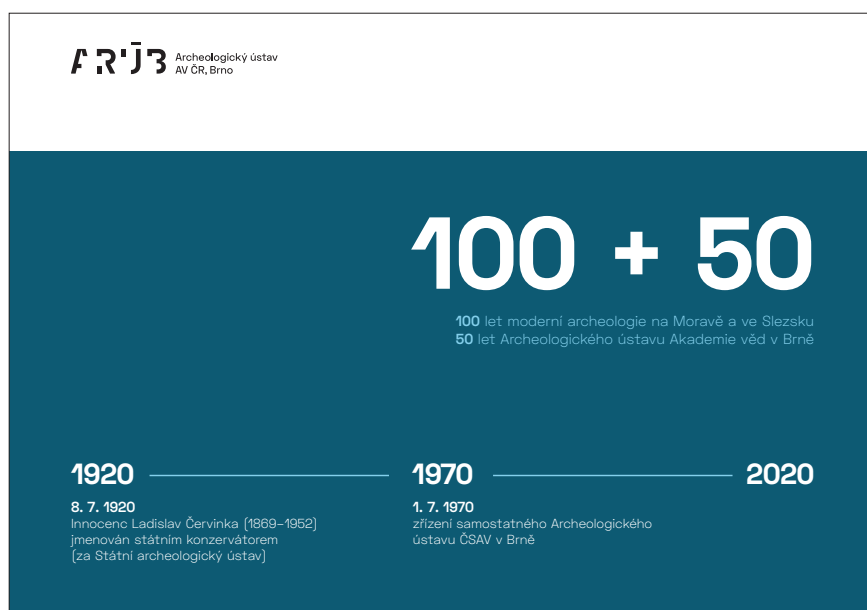 ARÚB
Archeologický ústav
AV ČR, Brno
100 + 50
100 let moderní archeologie na Moravě a ve Slezsku
50 let Archeologického ústavu Akademie věd v Brně
1920
1970
2020
8. 7. 1920
Innocenc Ladislav Červinka (1869–1952)
jmenován státním konzervátorem
(za Státní archeologický ústav)
1. 7. 1970
zřízení samostatného Archeologického
ústavu ČSAV v Brně